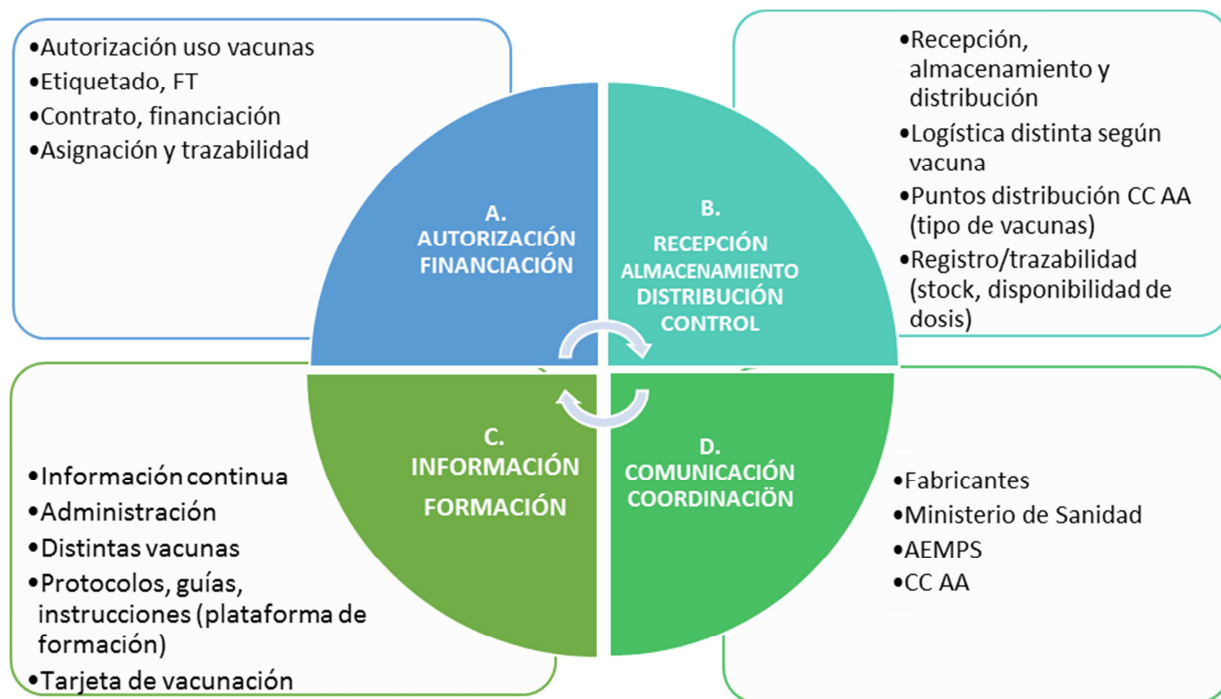 •Autorización uso vacunas
•Etiquetado, FT
•Contrato, financiación
•Asignación y trazabilidad
A.
AUTORIZACIÓN
FINANCIACIÓN
B.
RECEPCIÓN
ALMACENAMIENTO
DISTRIBUCIÓN
CONTROL
•Recepción,
almacenamiento y
distribución
•Logística distinta según
vacuna
•Puntos distribución CC AA
(tipo de vacunas)
•Registro/trazabilidad
(stock, disponibilidad de
dosis)
•Información continua
•Administración
•Distintas vacunas
•Protocolos, guías,
instrucciones (plataforma de
formación)
•Tarjeta de vacunación
C.
INFORMACIÓN
FORMACIÓN
D.
COMUNICACIÓN
COORDINACIÖN
•Fabricantes
•Ministerio de Sanidad
•AEMPS
•CC AA